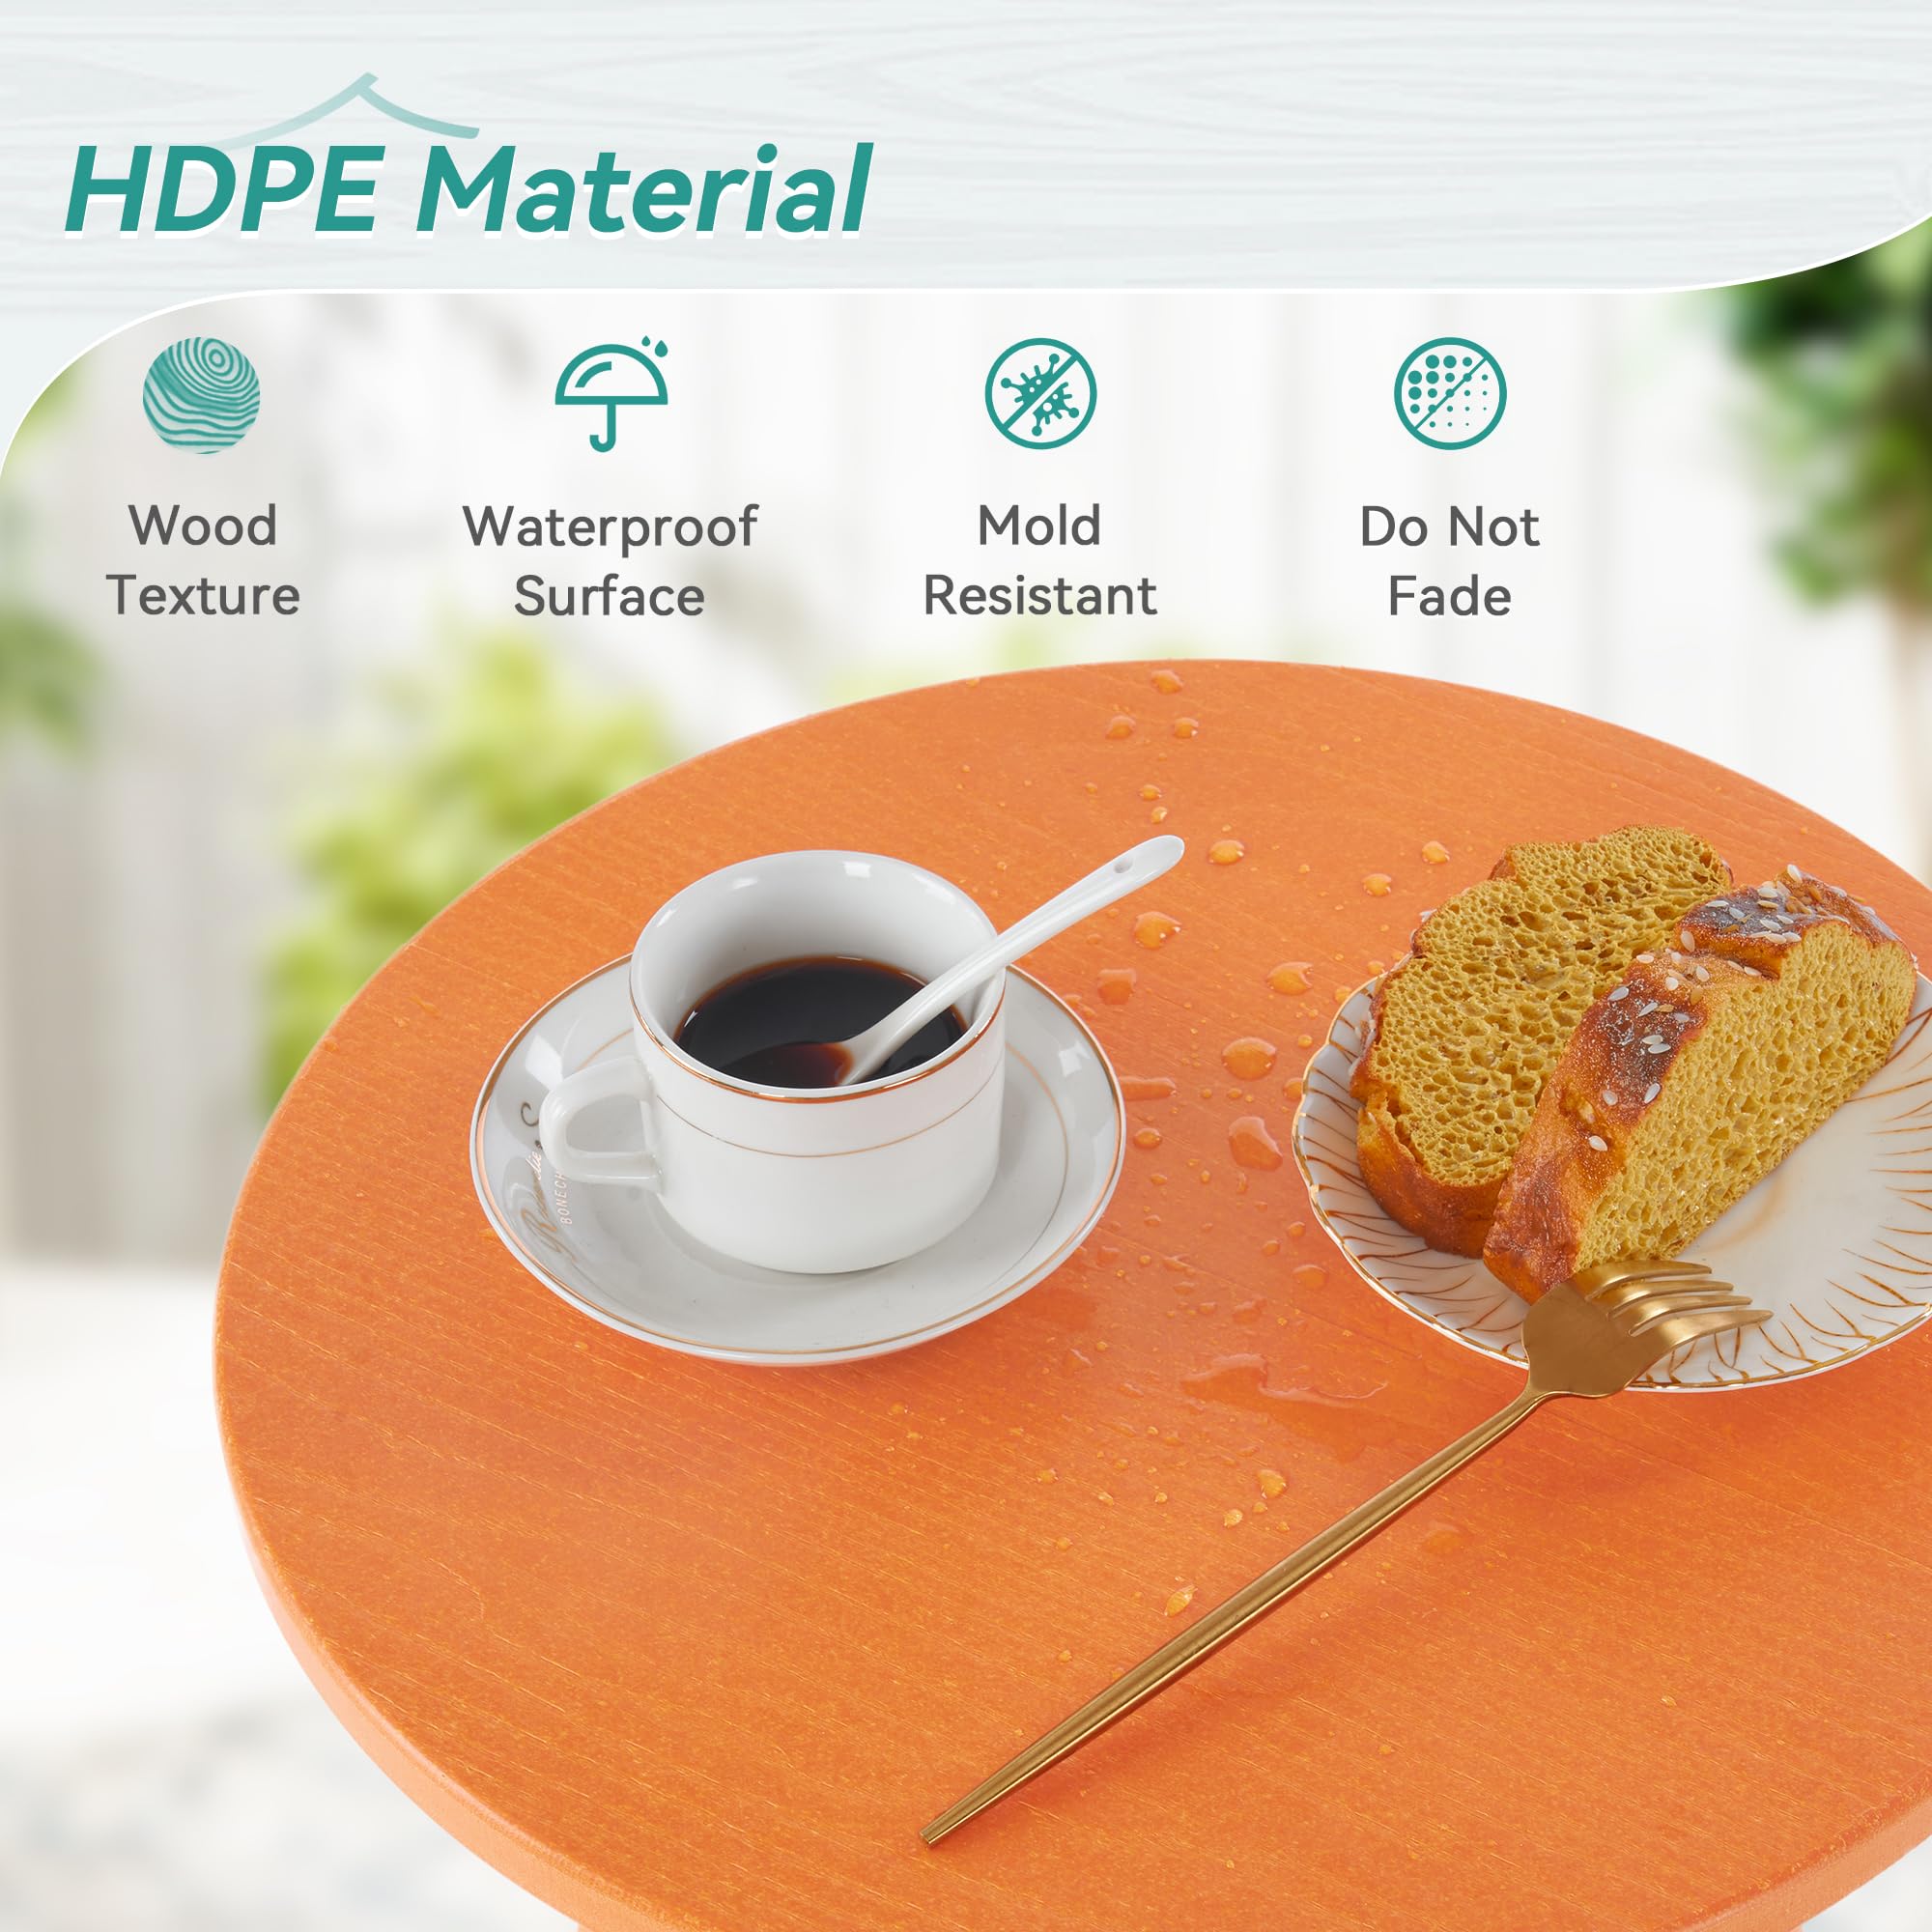 HDPE Material
Wood
Texture
Waterproof
Surface
Mold
Resistant
Do Not
Fade